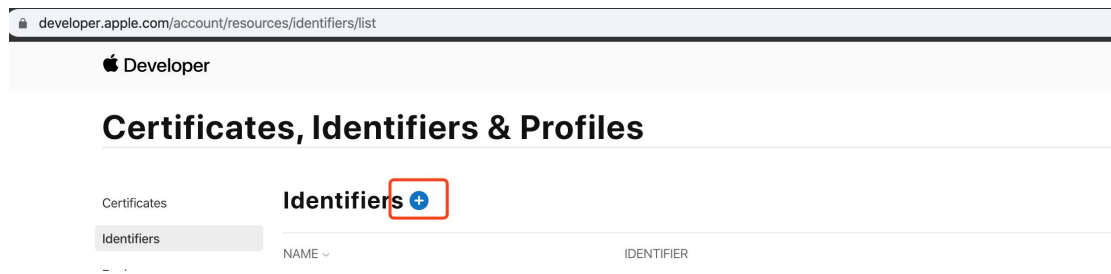 developer.apple.com/account/resources/identifiers/list
Developer
Certificates, Identifiers & Profiles
Certificates
Identifiers
Identifiers
NAME
IDENTIFIER